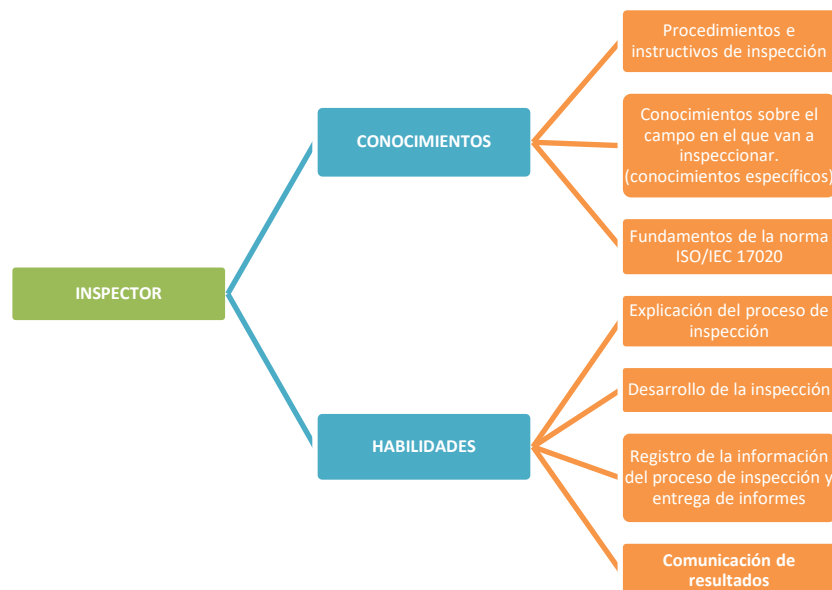 INSPECTOR
CONOCIMIENTOS
Procedimientos e
instructivos de inspección
Conocimientos sobre el
campo en el que van a
inspeccionar.
(conocimientos específicos)
Fundamentos de la norma
ISO/IEC 17020
HABILIDADES
Explicación del proceso de
inspección
Desarrollo de la inspección
Registro de la información
del proceso de inspección y
entrega de informes
Comunicación de
resultados